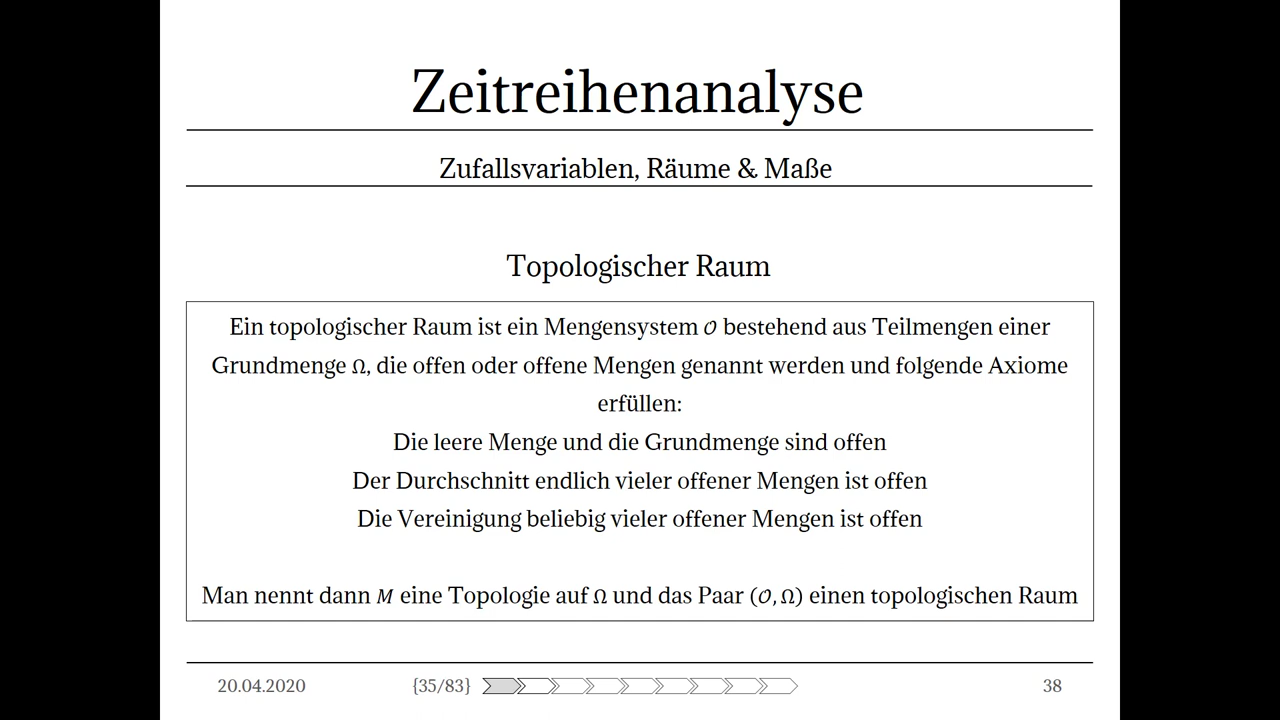 Zeitreihenanalyse
Zufallsvariablen, Räume & Maße
Topologischer Raum
Ein topologischer Raum ist ein Mengensystem 𝒪 bestehend aus Teilmengen einer
Grundmenge Ω, die offen oder offene Mengen genannt werden und folgende Axiome
erfüllen:
Die leere Menge und die Grundmenge sind offen
Der Durchschnitt endlich vieler offener Mengen ist offen
Die Vereinigung beliebig vieler offener Mengen ist offen
Man nennt dann M eine Topologie auf Ω und das Paar (𝒪, Ω) einen topologischen Raum
20.04.2020 {35/83} 38